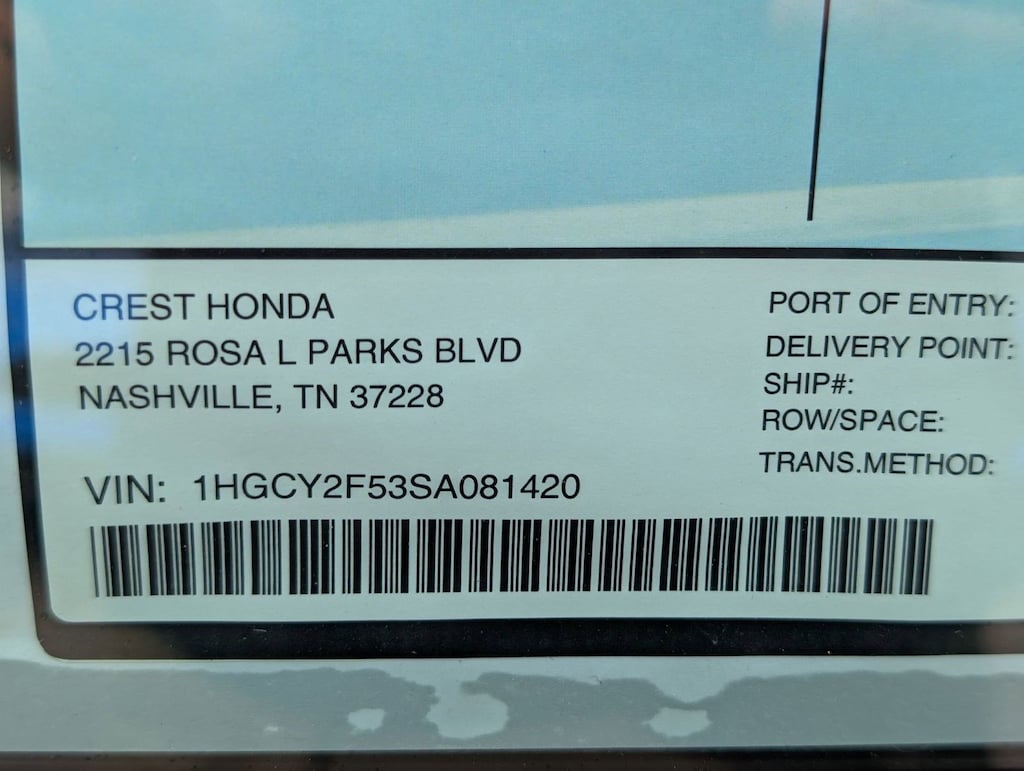 CREST HONDA
2215 ROSA L PARKS BLVD
NASHVILLE, TN 37228
VIN: 1HGCY2F53SA081420
PORT OF ENTRY:
DELIVERY POINT:
SHIP#:
ROW/SPACE:
TRANS.METHOD: